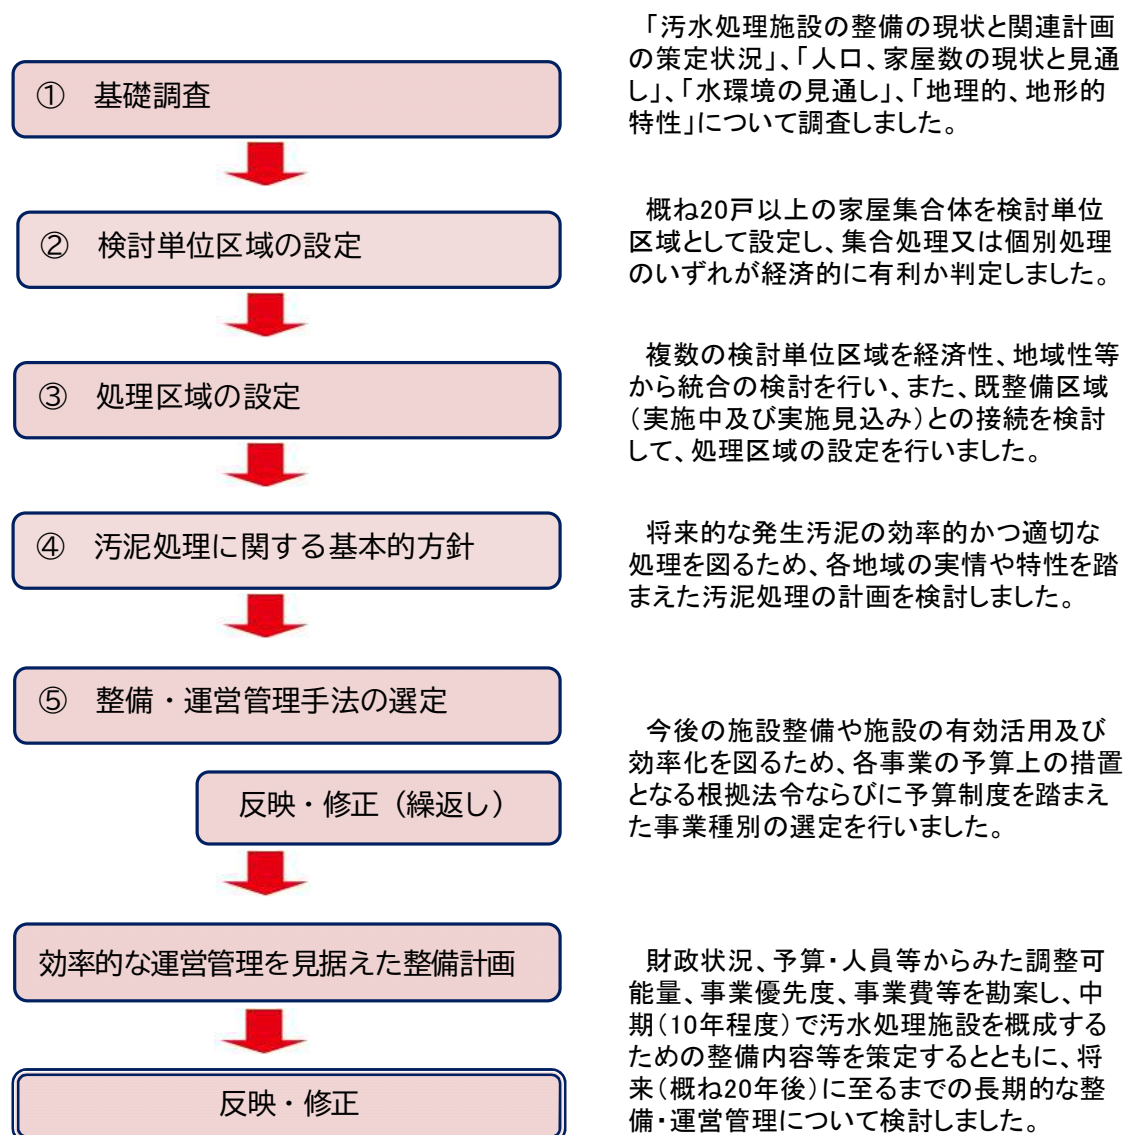 「汚水処理施設の整備の現状と関連計画
の策定状況」、「人口、家屋数の現状と見通
し」、「水環境の見通し」、「地理的、地形的
特性」について調査しました。
① 基礎調査
概ね20戸以上の家屋集合体を検討単位
区域として設定し、集合処理又は個別処理
のいずれが経済的に有利か判定しました。
② 検討単位区域の設定
複数の検討単位区域を経済性、地域性等
から統合の検討を行い、また、既整備区域
（実施中及び実施見込み）との接続を検討
して、処理区域の設定を行いました。
③ 処理区域の設定
将来的な発生汚泥の効率的かつ適切な
処理を図るため、各地域の実情や特性を踏
まえた汚泥処理の計画を検討しました。
④ 汚泥処理に関する基本的方針
⑤ 整備・運営管理手法の選定
今後の施設整備や施設の有効活用及び
効率化を図るため、各事業の予算上の措置
となる根拠法令ならびに予算制度を踏まえ
た事業種別の選定を行いました。
反映・修正（繰返し）
効率的な運営管理を見据えた整備計画
財政状況、予算・人員等からみた調整可
能量、事業優先度、事業費等を勘案し、中
期（10年程度）で汚水処理施設を概成する
ための整備内容等を策定するとともに、将
来（概ね20年後）に至るまでの長期的な整
備・運営管理について検討しました。
反映・修正